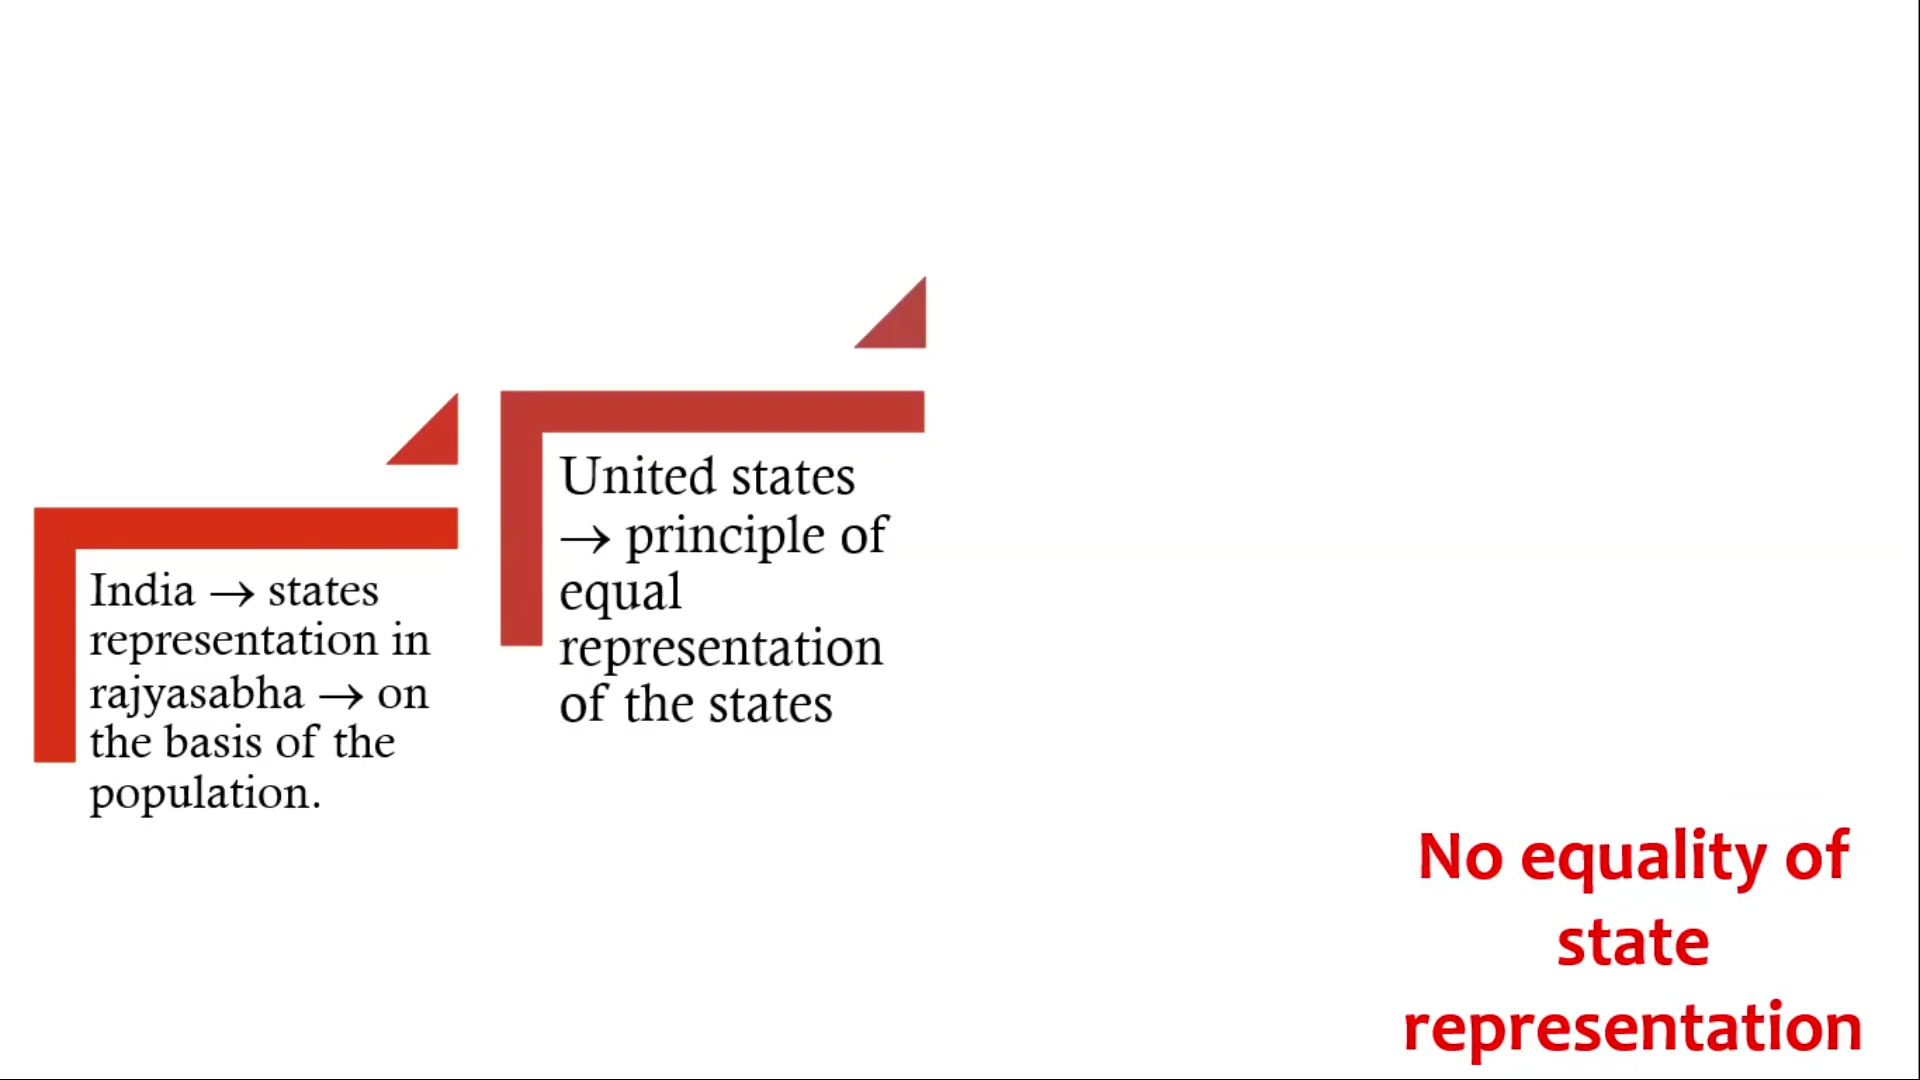 India → states
representation in
rajyasabha → on
the basis of the
population.
United states
→ principle of
equal
representation
of the states
No equality of
state
representation